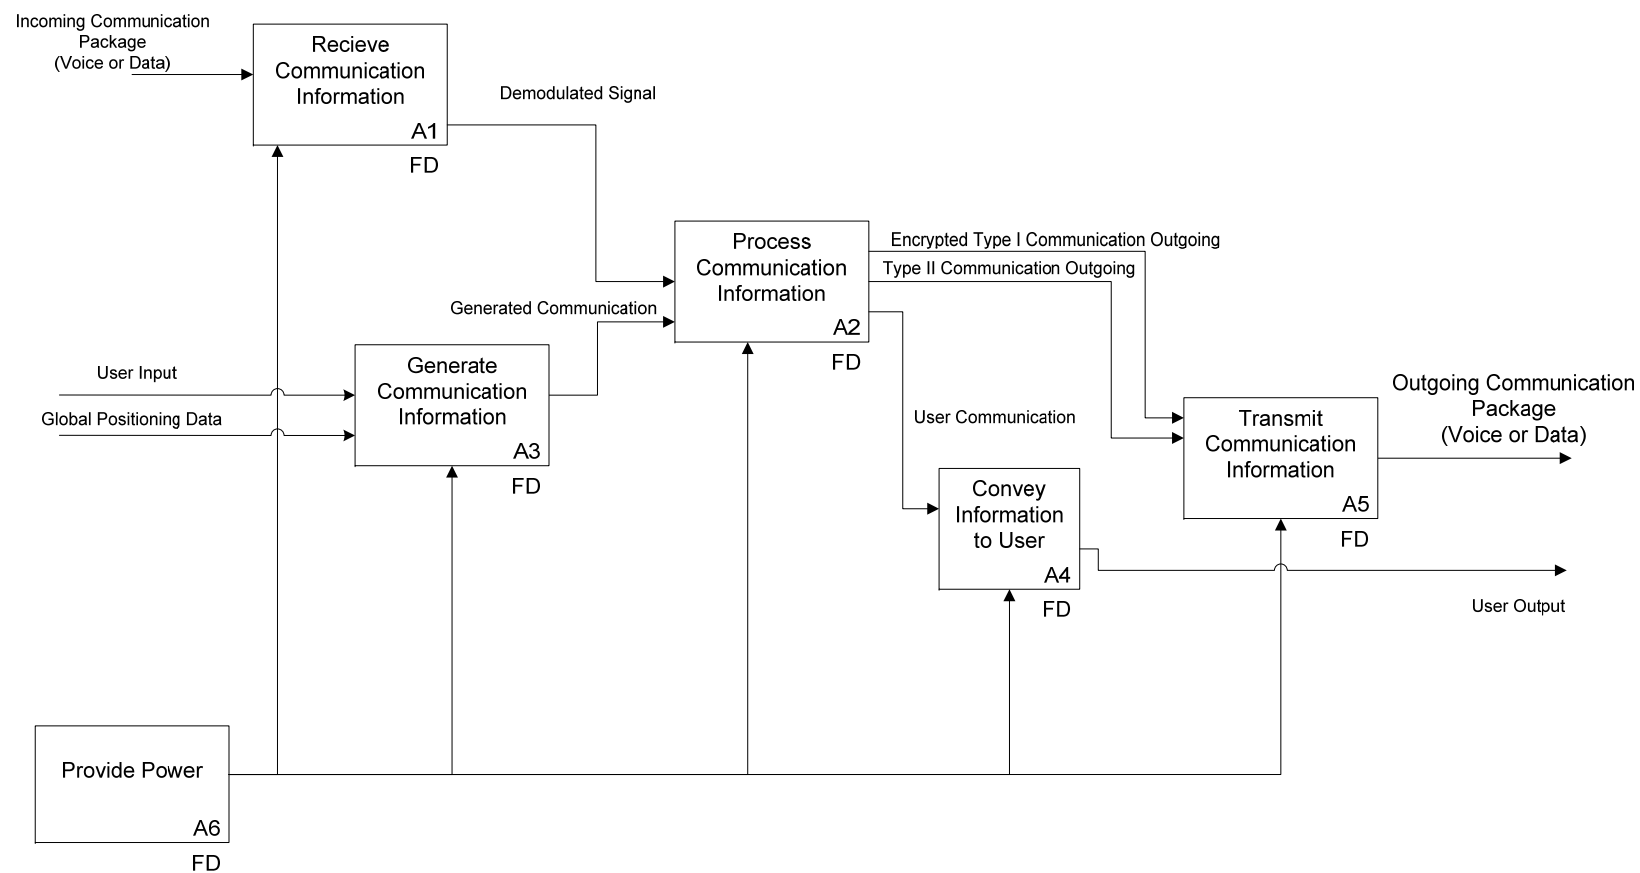 Incoming Communication
Package
(Voice or Data)
Recieve
Communication
Information
A1
FD
Demodulated Signal
Process
Communication
Information
A2
FD
Encrypted Type I Communication Outgoing
Type II Communication Outgoing
Generated Communication
User Input
Global Positioning Data
Generate
Communication
Information
A3
FD
User Communication
Convey
Information
to User
A4
FD
Transmit
Communication
Information
A5
FD
Outgoing Communication
Package
(Voice or Data)
User Output
Provide Power
A6
FD